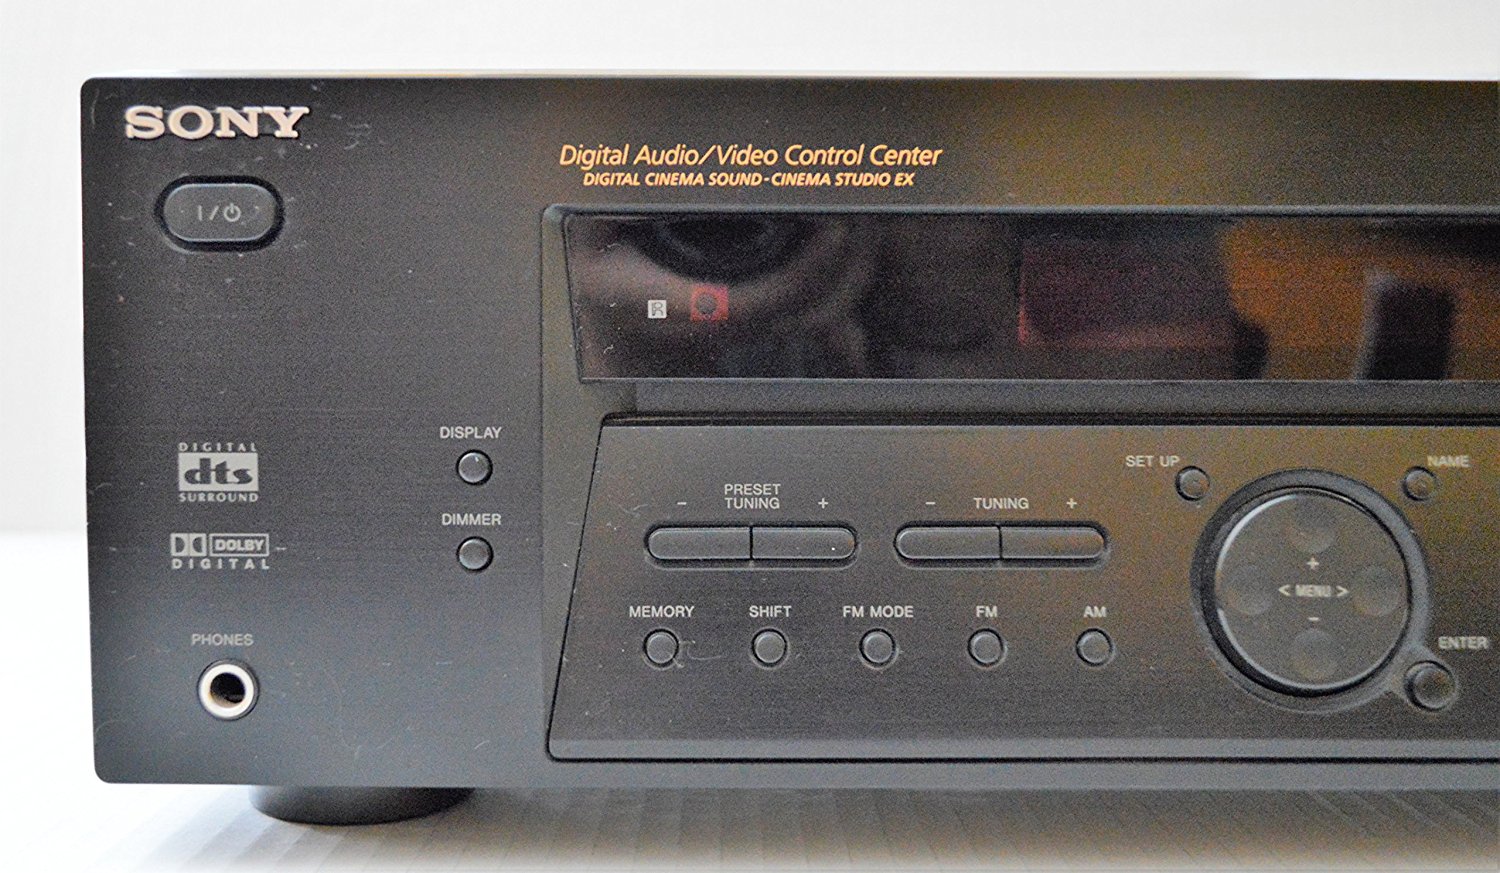 SONY
Digital Audio/Video Control Center
DIGITAL CINEMA SOUND·CINEMA STUDIO EX
I/⏻
R
DISPLAY
DIGITAL
dts
SURROUND
DIMMER
DOLBY
DIGITAL
PHONES
- PRESET TUNING +
- TUNING +
SET UP
NAME
+
< MENU >
-
MEMORY
SHIFT
FM MODE
FM
AM
ENTER